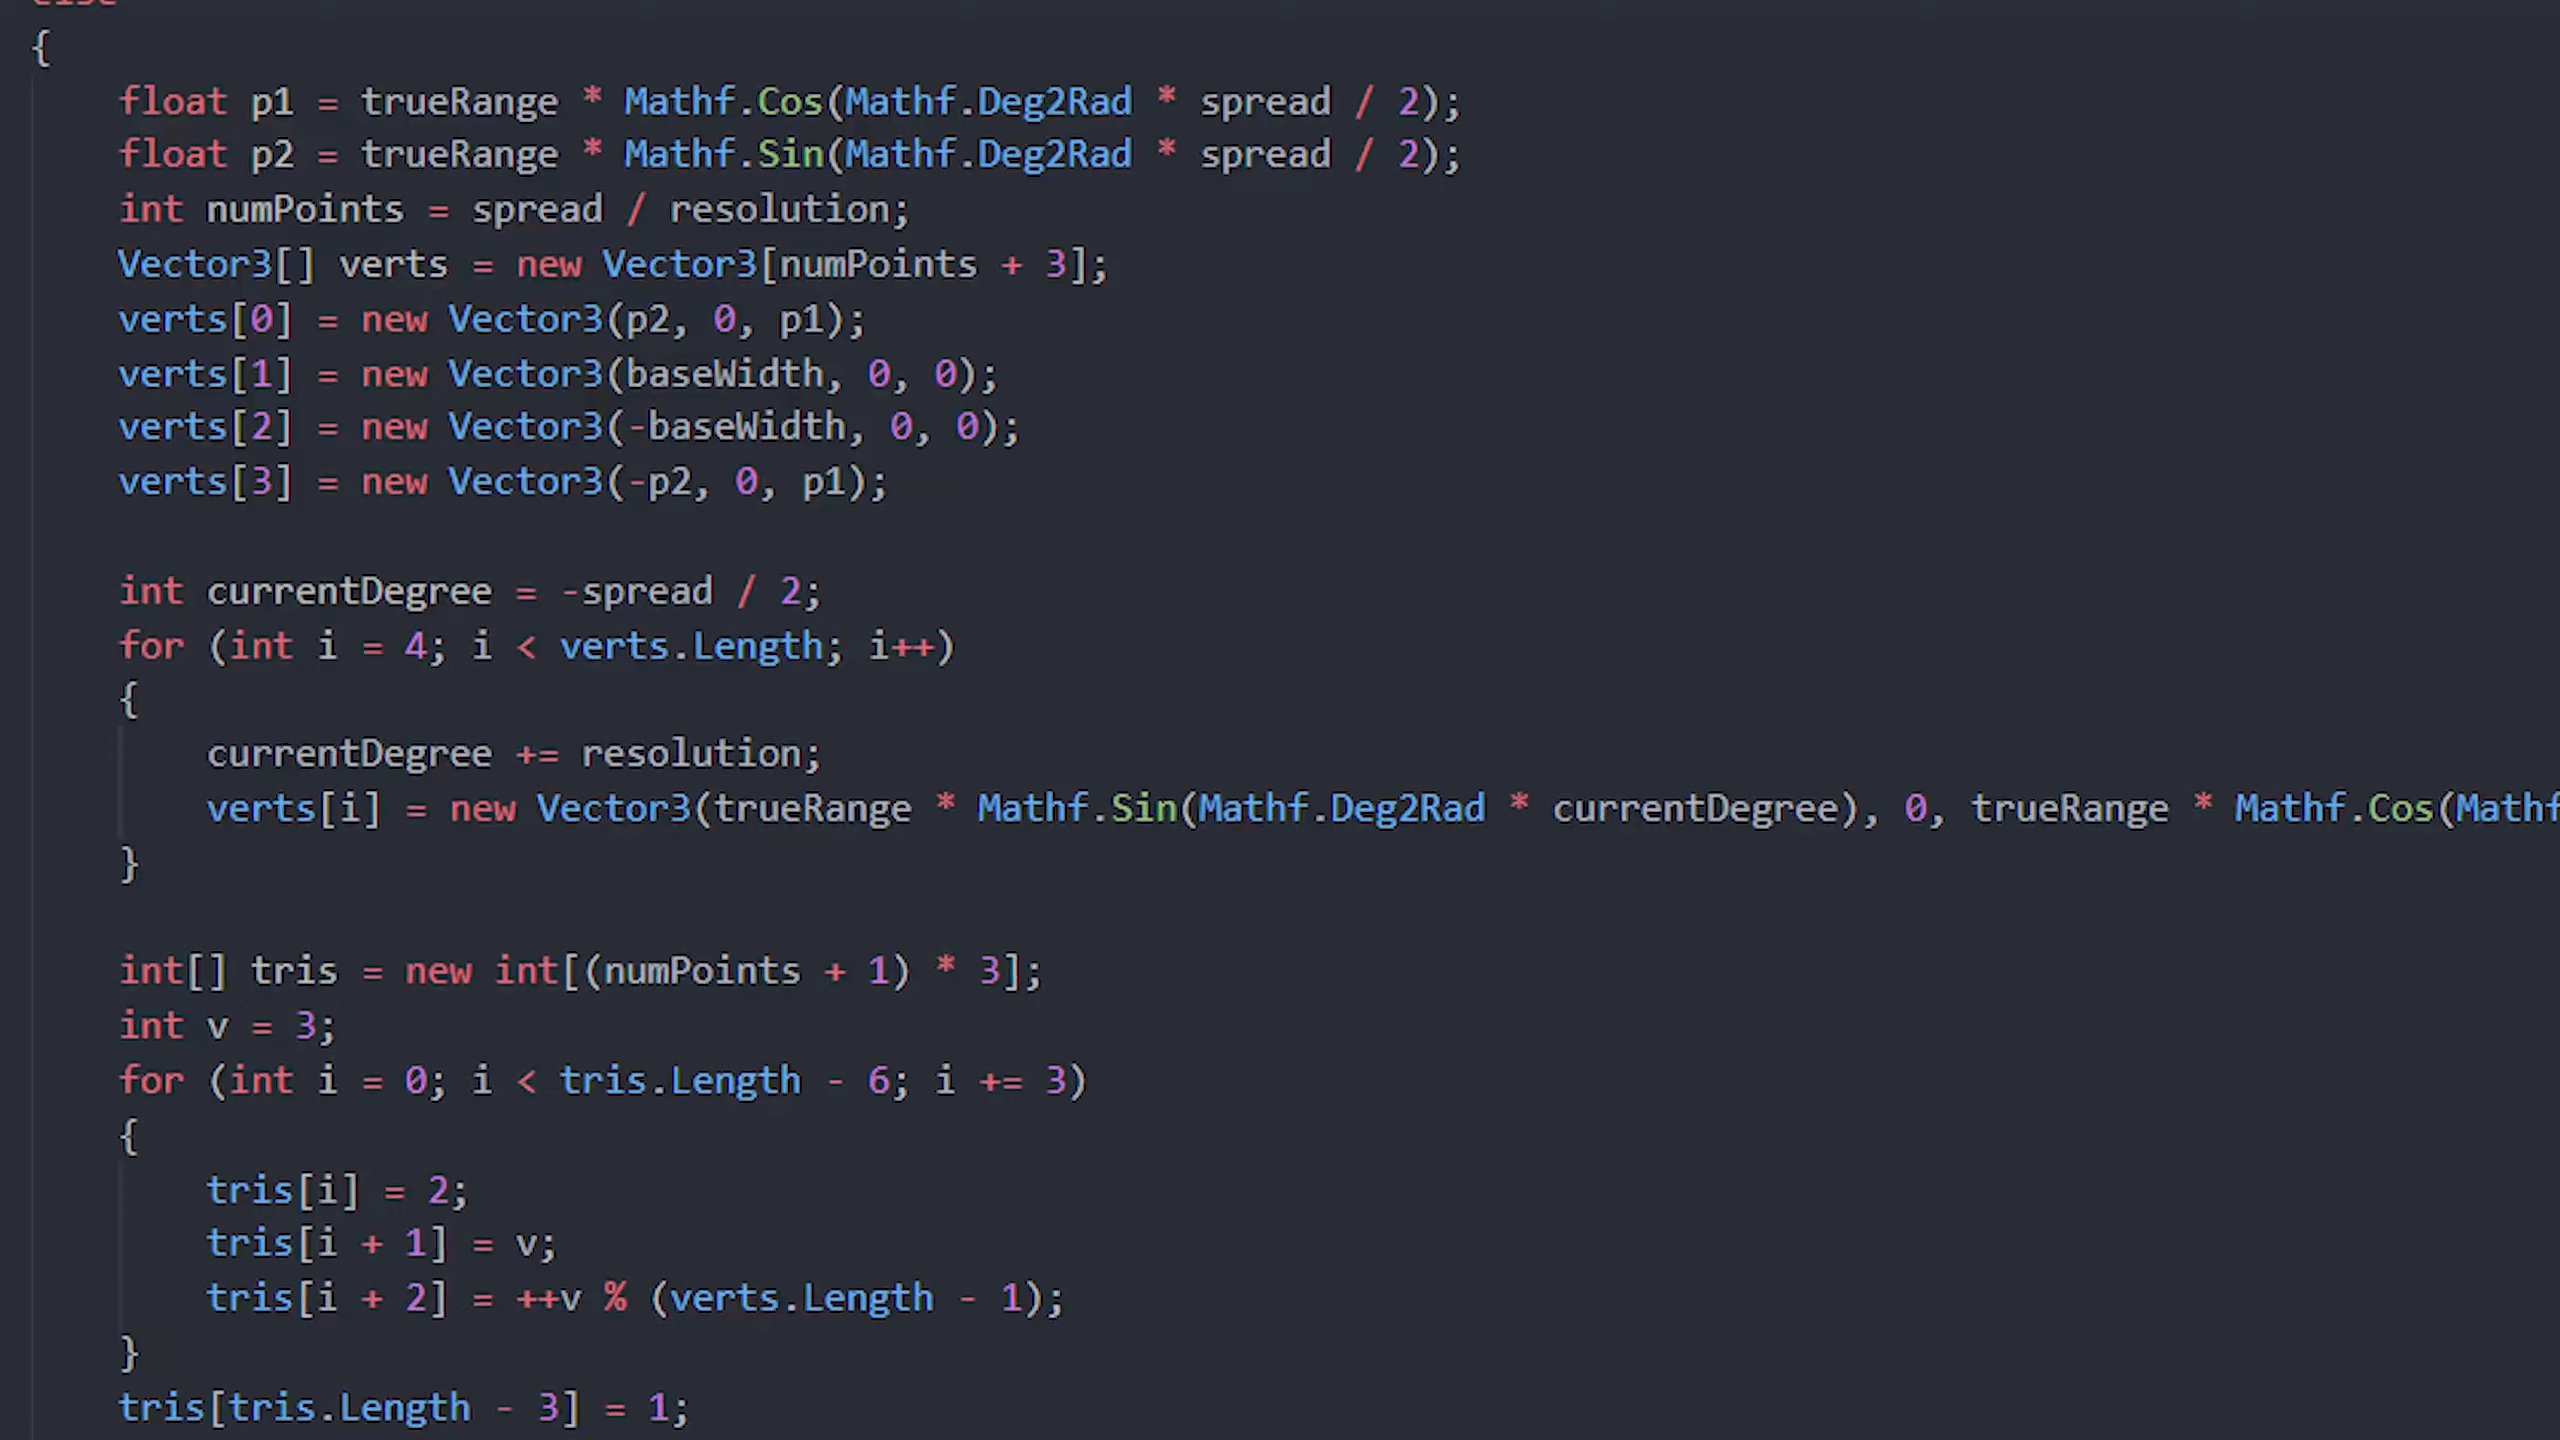 else
{
float p1 = trueRange * Mathf.Cos(Mathf.Deg2Rad * spread / 2);
float p2 = trueRange * Mathf.Sin(Mathf.Deg2Rad * spread / 2);
int numPoints = spread / resolution;
Vector3[] verts = new Vector3[numPoints + 3];
verts[0] = new Vector3(p2, 0, p1);
verts[1] = new Vector3(baseWidth, 0, 0);
verts[2] = new Vector3(-baseWidth, 0, 0);
verts[3] = new Vector3(-p2, 0, p1);
int currentDegree = -spread / 2;
for (int i = 4; i < verts.Length; i++)
{
currentDegree += resolution;
verts[i] = new Vector3(trueRange * Mathf.Sin(Mathf.Deg2Rad * currentDegree), 0, trueRange * Mathf.Cos(Mathf
}
int[] tris = new int[(numPoints + 1) * 3];
int v = 3;
for (int i = 0; i < tris.Length - 6; i += 3)
{
tris[i] = 2;
tris[i + 1] = v;
tris[i + 2] = ++v % (verts.Length - 1);
}
tris[tris.Length - 3] = 1;